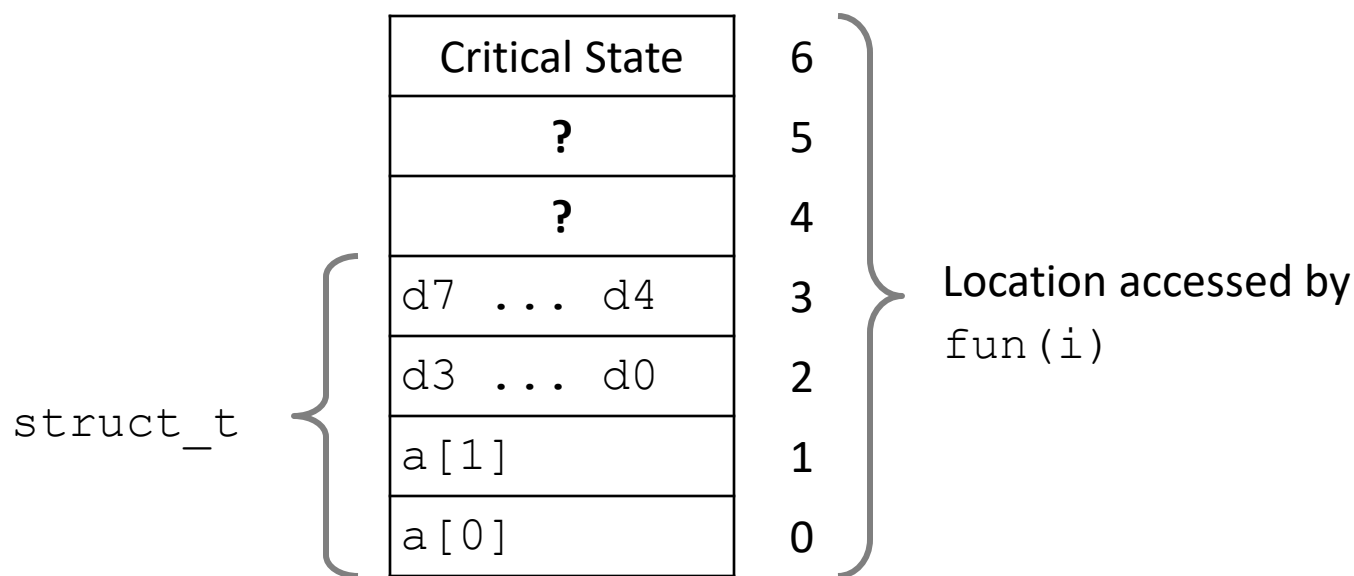 Critical State 6
? 5
? 4
d7 ... d4 3
d3 ... d0 2
a[1] 1
a[0] 0
struct_t
Location accessed by
fun(i)